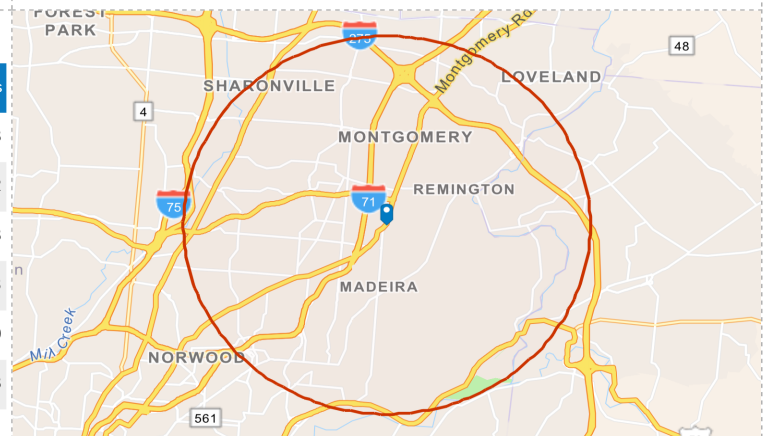 FOREST
PARK
275
Montgomery Rd
48
SHARONVILLE
LOVELAND
4
MONTGOMERY
REMINGTON
75
71
MADEIRA
Mill Creek
NORWOOD
561